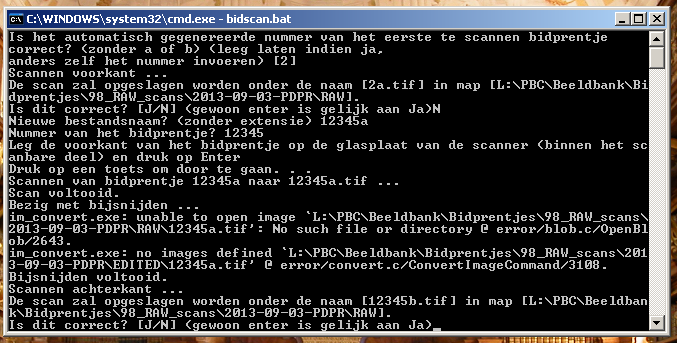 C:\WINDOWS\system32\cmd.exe - bidscan.bat
Is het automatisch gegenereerde nummer van het eerste te scannen bidprentje
correct? (zonder a of b) (leeg laten indien ja,
anders zelf het nummer invoeren) [2]
Scannen voorkant ...
De scan zal opgeslagen worden onder de naam [2a.tif] in map [L:\PBC\Beeldbank\Bi
dprentjes\98_RAW_scans\2013-09-03-PDPR\RAW].
Is dit correct? [J/N] (gewoon enter is gelijk aan Ja)N
Nieuwe bestandsnaam? (zonder extensie) 12345a
Nummer van het bidprentje? 12345
Leg de voorkant van het bidprentje op de glasplaat van de scanner (binnen het sc
anbare deel) en druk op Enter
Druk op een toets om door te gaan. . .
Scannen van bidprentje 12345a naar 12345a.tif ...
Scan voltooid.
Bezig met bijsnijden ...
im_convert.exe: unable to open image `L:\PBC\Beeldbank\Bidprentjes\98_RAW_scans\
2013-09-03-PDPR\RAW\12345a.tif': No such file or directory @ error/blob.c/OpenBl
ob/2643.
im_convert.exe: no images defined `L:\PBC\Beeldbank\Bidprentjes\98_RAW_scans\201
3-09-03-PDPR\EDITED\12345a.tif' @ error/convert.c/ConvertImageCommand/3108.
Bijsnijden voltooid.
Scannen achterkant ...
De scan zal opgeslagen worden onder de naam [12345b.tif] in map [L:\PBC\Beeldban
k\Bidprentjes\98_RAW_scans\2013-09-03-PDPR\RAW].
Is dit correct? [J/N] (gewoon enter is gelijk aan Ja)_